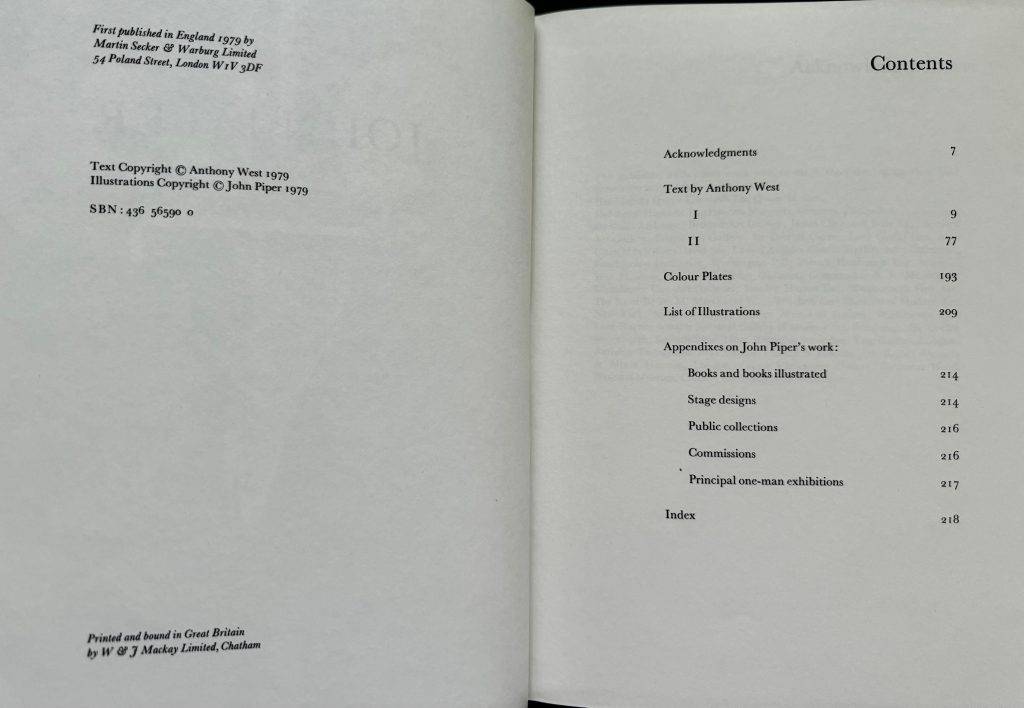 First published in England 1979 by
Martin Secker & Warburg Limited
54 Poland Street, London W1V 3DF
Text Copyright © Anthony West 1979
Illustrations Copyright © John Piper 1979
SBN: 436 56590 0
Printed and bound in Great Britain
by W & J Mackay Limited, Chatham
Contents
Acknowledgments 7
Text by Anthony West
I 9
II 77
Colour Plates 193
List of Illustrations 209
Appendixes on John Piper's work:
Books and books illustrated 214
Stage designs 214
Public collections 216
Commissions 216
Principal one-man exhibitions 217
Index 218